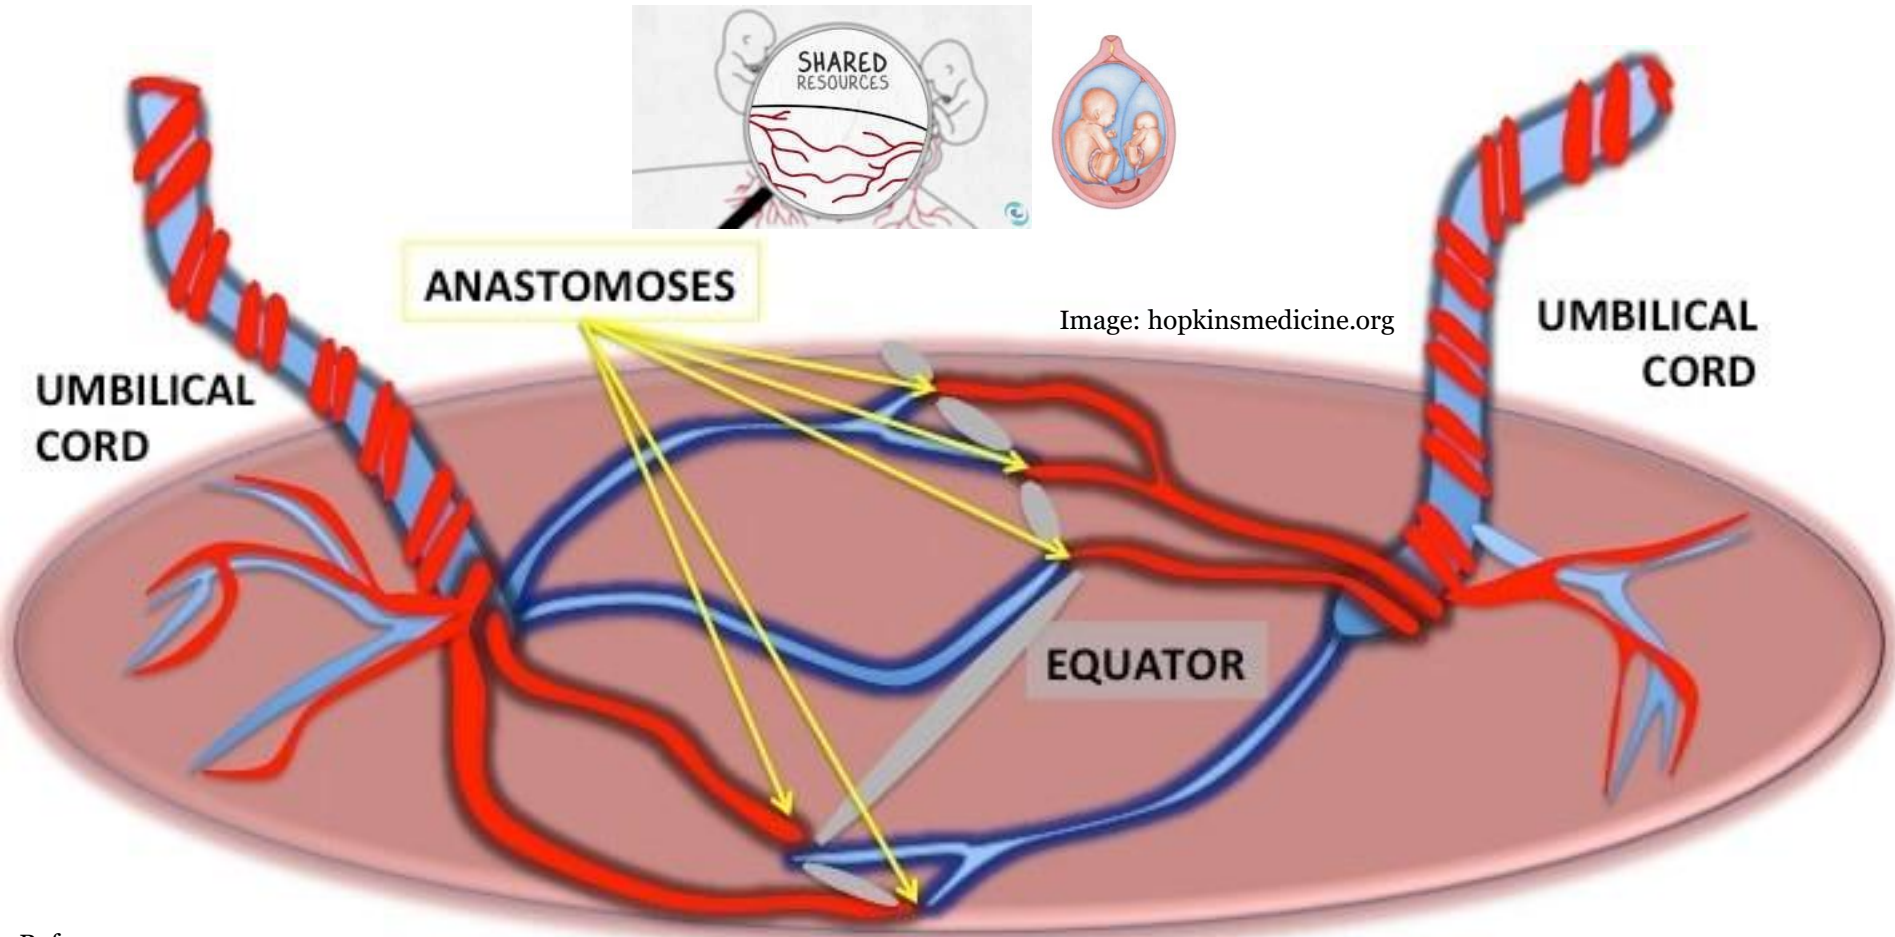 SHARED
RESOURCES
ANASTOMOSES
Image: hopkinsmedicine.org
UMBILICAL
CORD
UMBILICAL
CORD
EQUATOR